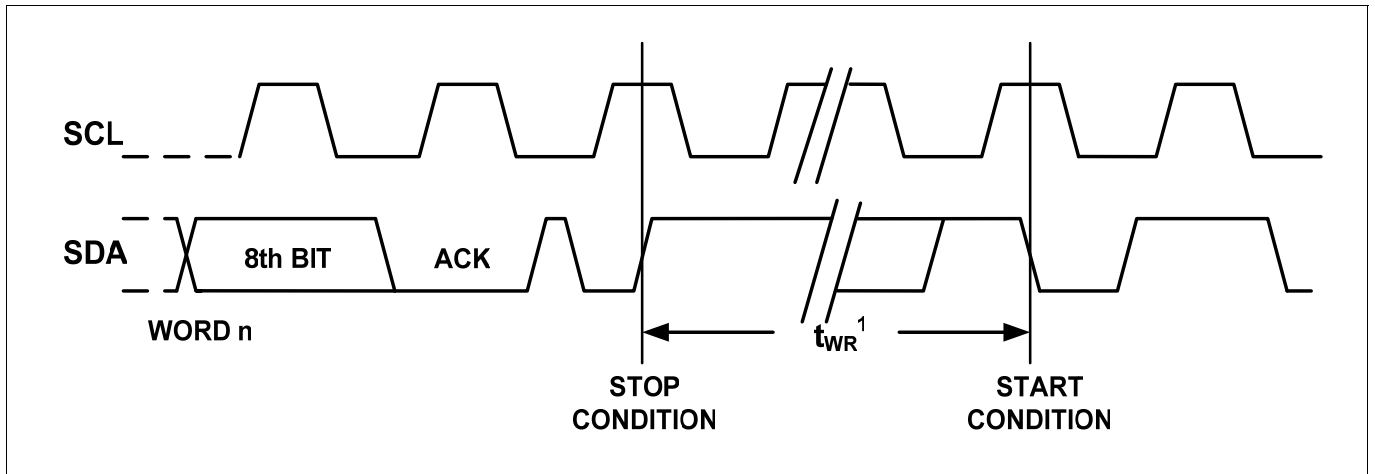 SCL
SDA
8th BIT
ACK
WORD n
tWR1
STOP
CONDITION
START
CONDITION